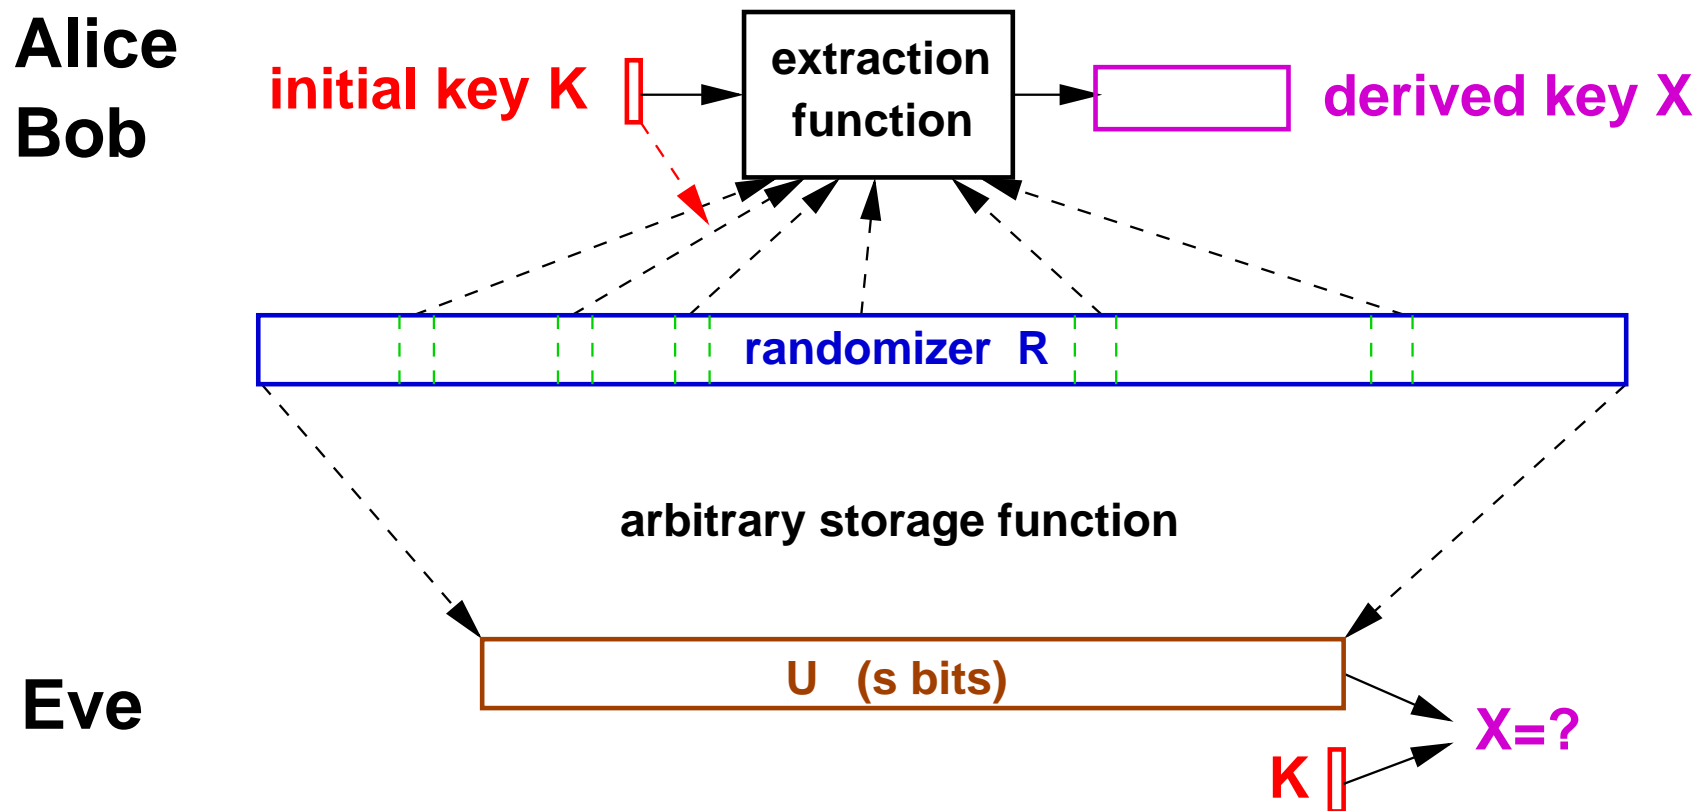 Alice
Bob
initial key K
extraction
function
derived key X
randomizer R
arbitrary storage function
U (s bits)
Eve
X=?
K